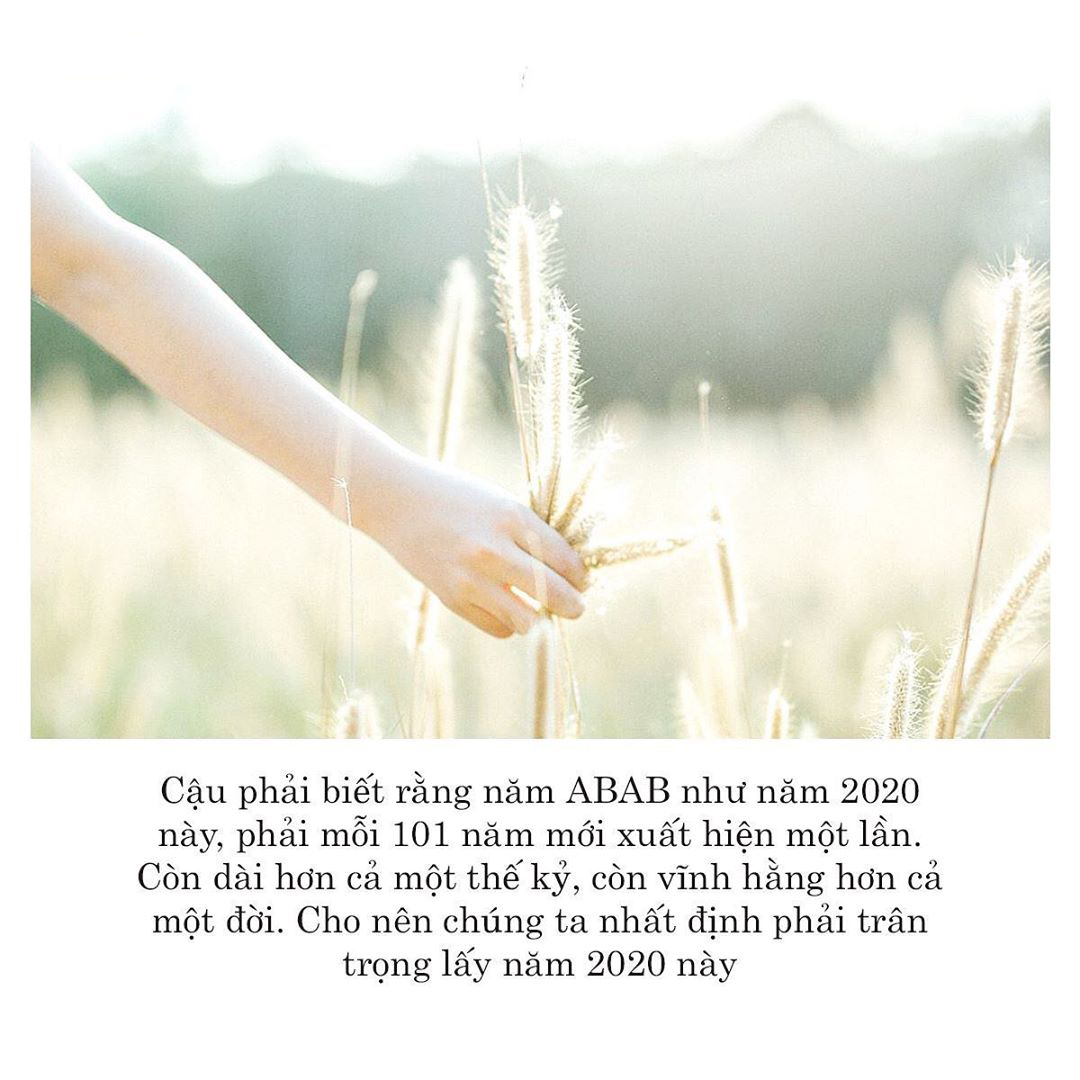 Cậu phải biết rằng năm ABAB như năm 2020
này, phải mỗi 101 năm mới xuất hiện một lần.
Còn dài hơn cả một thế kỷ, còn vĩnh hằng hơn cả
một đời. Cho nên chúng ta nhất định phải trân
trọng lấy năm 2020 này